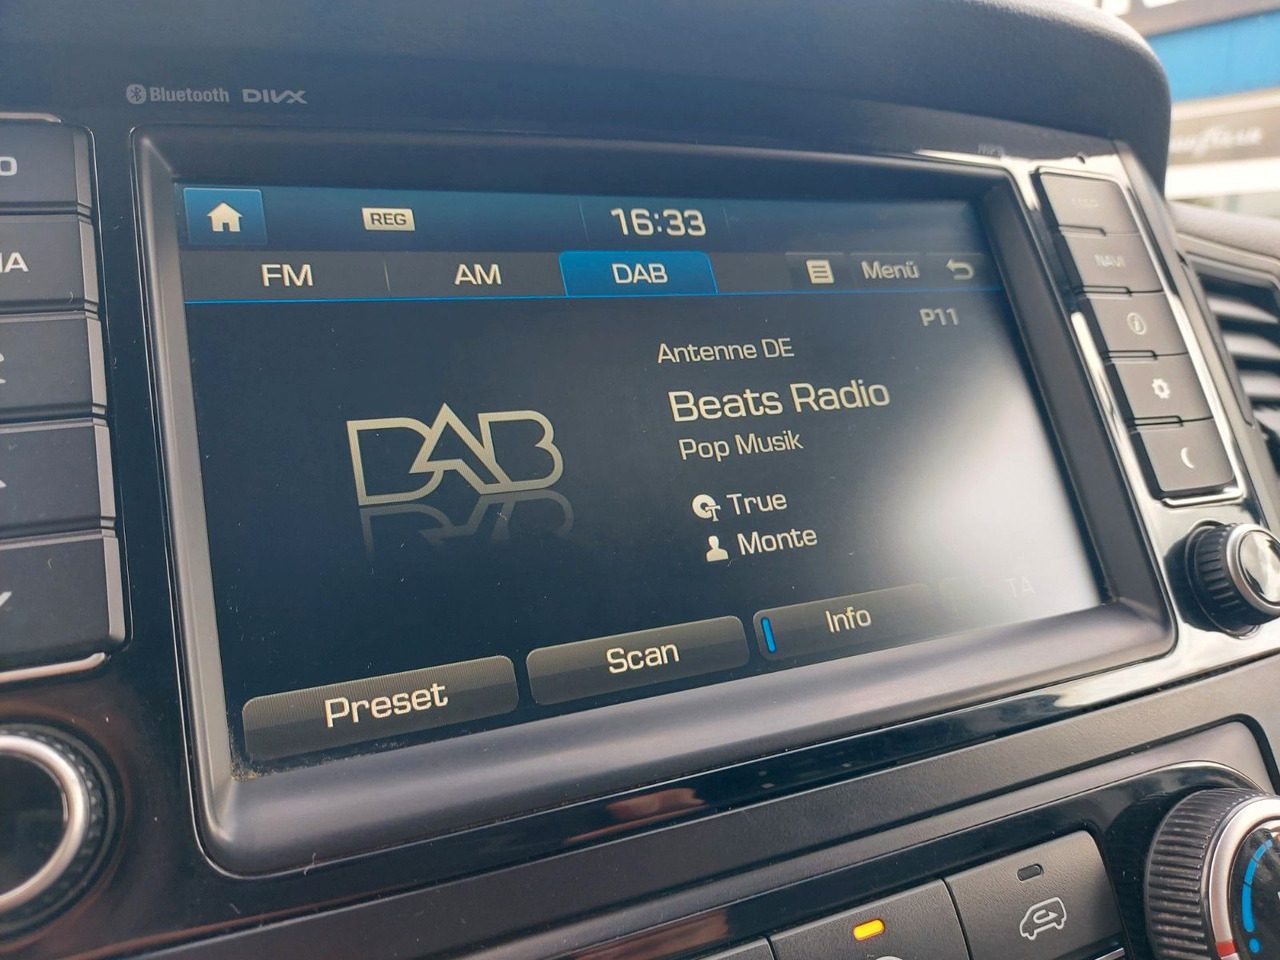 Bluetooth DIVX
REG
16:33
FM
AM
DAB
Menü
P11
Antenne DE
Beats Radio
Pop Musik
True
Monte
DAB
Preset
Scan
Info
TA
NAVI